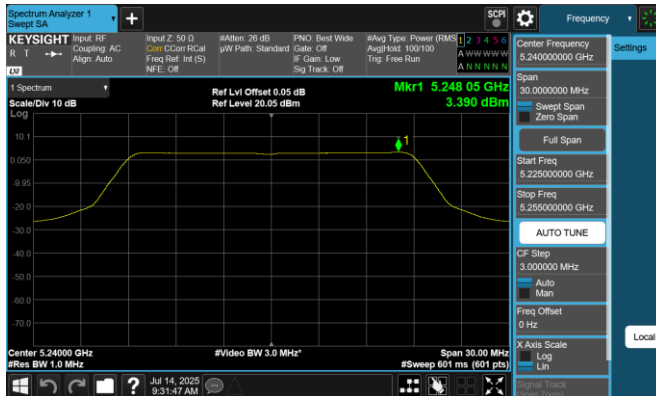 Spectrum Analyzer 1
Swept SA
+
SCPI
Frequency
KEYSIGHT
R T
LXI
Input: RF
Coupling: AC
Align: Auto
Input Z: 50 Ω
Corr CCorr RCal
Freq Ref: Int (S)
NFE: Off
#Atten: 26 dB
µW Path: Standard
PNO: Best Wide
Gate: Off
IF Gain: Low
Sig Track: Off
#Avg Type: Power (RMS
Avg|Hold: 100/100
Trig: Free Run
1 2 3 4 5 6
A W W W W W
A N N N N N
1 Spectrum
Scale/Div 10 dB
Log
Ref Lvl Offset 0.05 dB
Ref Level 20.05 dBm
Mkr1 5.248 05 GHz
3.390 dBm
1
10.1
0.050
-9.95
-20.0
-30.0
-40.0
-50.0
-60.0
-70.0
Center 5.24000 GHz
#Res BW 1.0 MHz
#Video BW 3.0 MHz*
Span 30.00 MHz
#Sweep 601 ms (601 pts)
Jul 14, 2025
9:31:47 AM
?
Center Frequency
5.240000000 GHz
Span
30.0000000 MHz
Swept Span
Zero Span
Full Span
Start Freq
5.225000000 GHz
Stop Freq
5.255000000 GHz
AUTO TUNE
CF Step
3.000000 MHz
Auto
Man
Freq Offset
0 Hz
X Axis Scale
Log
Lin
Signal Track
(Span Zoom)
Settings
Local